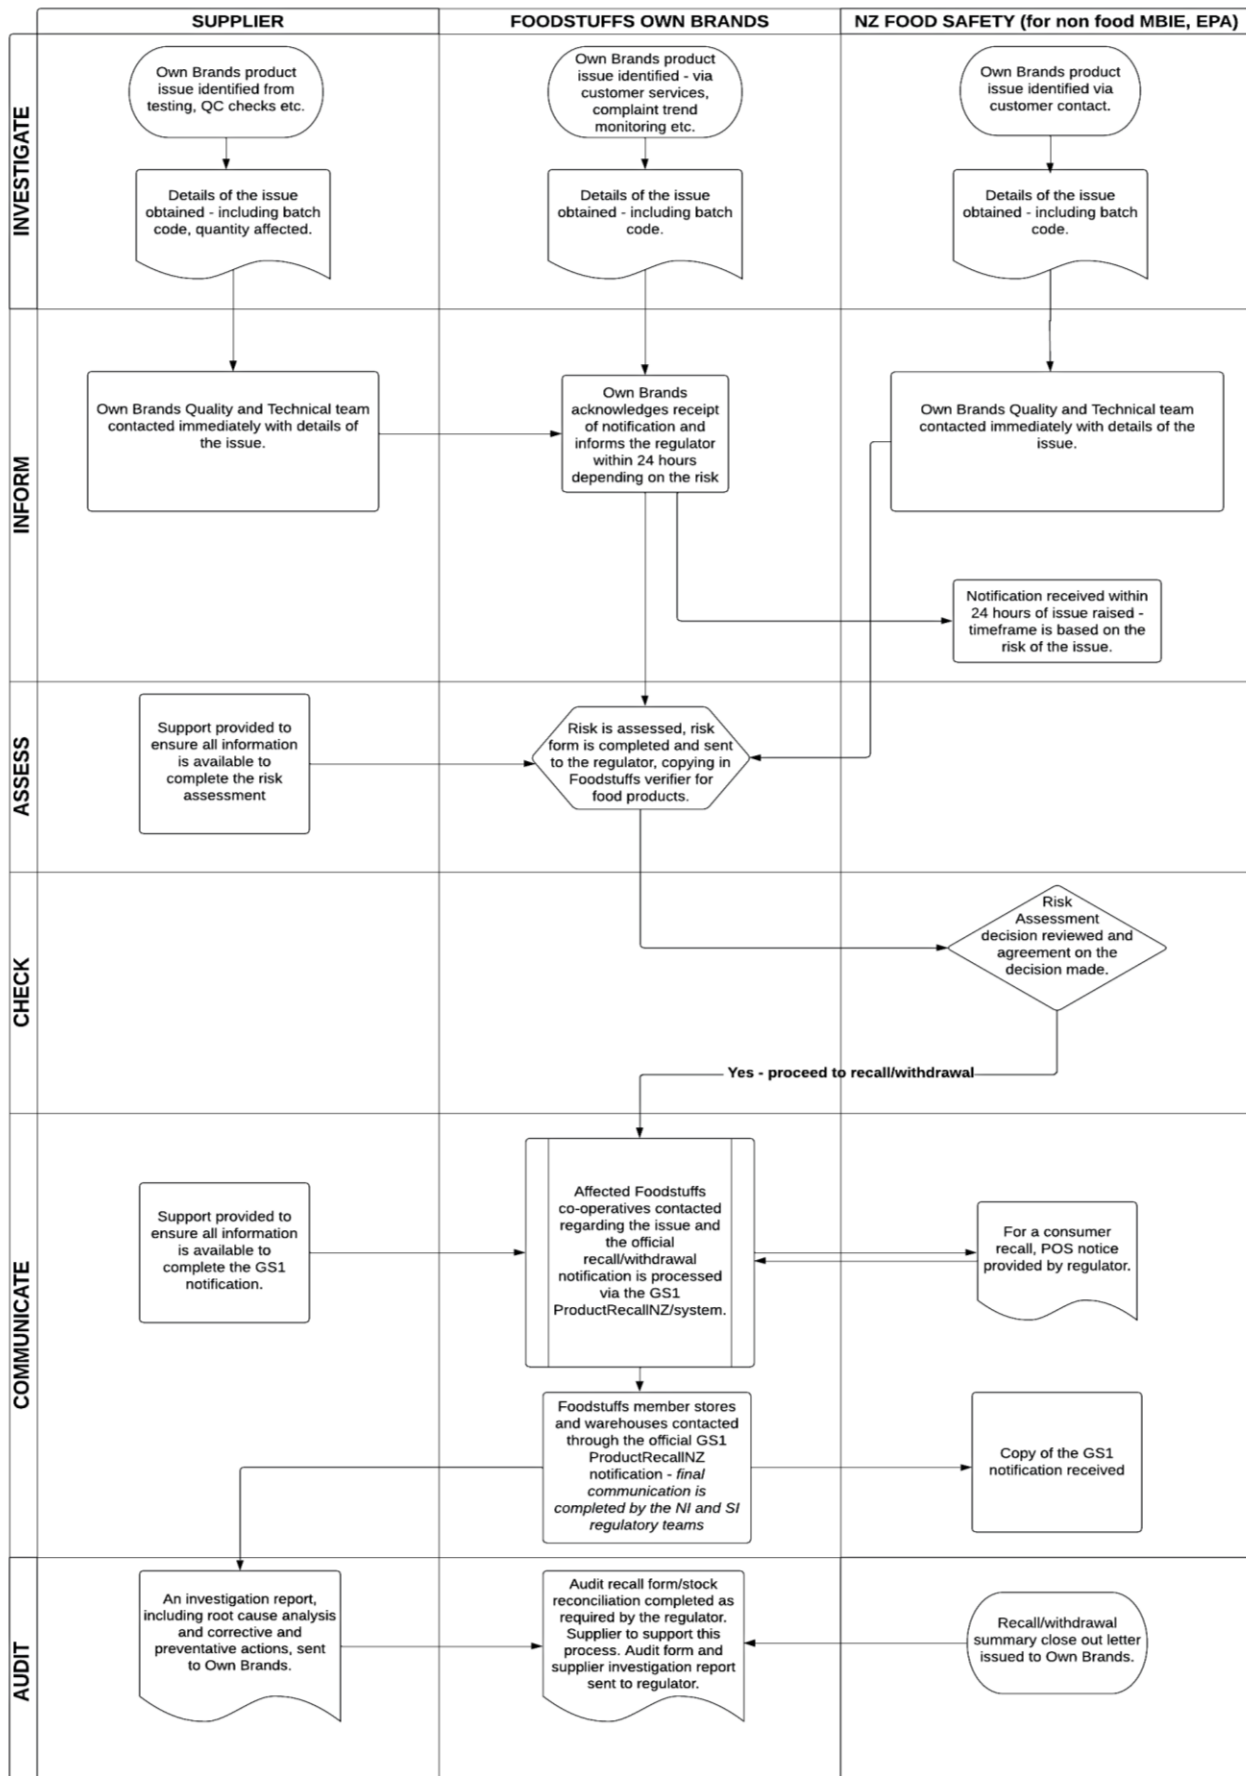 SUPPLIER
FOODSTUFFS OWN BRANDS
NZ FOOD SAFETY (for non food MBIE, EPA)
INVESTIGATE
Own Brands product
issue identified from
testing, QC checks etc.
Own Brands product
issue identified - via
customer services,
complaint trend
monitoring etc.
Own Brands product
issue identified via
customer contact.
Details of the issue
obtained - including batch
code, quantity affected.
Details of the issue
obtained - including batch
code.
Details of the issue
obtained - including batch
code.
INFORM
Own Brands Quality and Technical team
contacted immediately with details of
the issue.
Own Brands
acknowledges receipt
of notification and
informs the regulator
within 24 hours
depending on the risk
Own Brands Quality and Technical team
contacted immediately with details of the
issue.
Notification received within
24 hours of issue raised -
timeframe is based on the
risk of the issue.
ASSESS
Support provided to
ensure all information
is available to
complete the risk
assessment
Risk is assessed, risk
form is completed and sent
to the regulator, copying in
Foodstuffs verifier for
food products.
CHECK
Risk
Assessment
decision reviewed and
agreement on the
decision made.
Yes - proceed to recall/withdrawal
COMMUNICATE
Support provided to
ensure all information
is available to
complete the GS1
notification.
Affected Foodstuffs
co-operatives contacted
regarding the issue and
the official
recall/withdrawal
notification is processed
via the GS1
ProductRecallNZ/system.
For a consumer
recall, POS notice
provided by regulator.
Foodstuffs member stores
and warehouses contacted
through the official GS1
ProductRecallNZ
notification - final
communication is
completed by the NI and SI
regulatory teams
Copy of the GS1
notification received
AUDIT
An investigation report,
including root cause analysis
and corrective and
preventative actions, sent
to Own Brands.
Audit recall form/stock
reconciliation completed as
required by the regulator.
Supplier to support this
process. Audit form and
supplier investigation report
sent to regulator.
Recall/withdrawal
summary close out letter
issued to Own Brands.